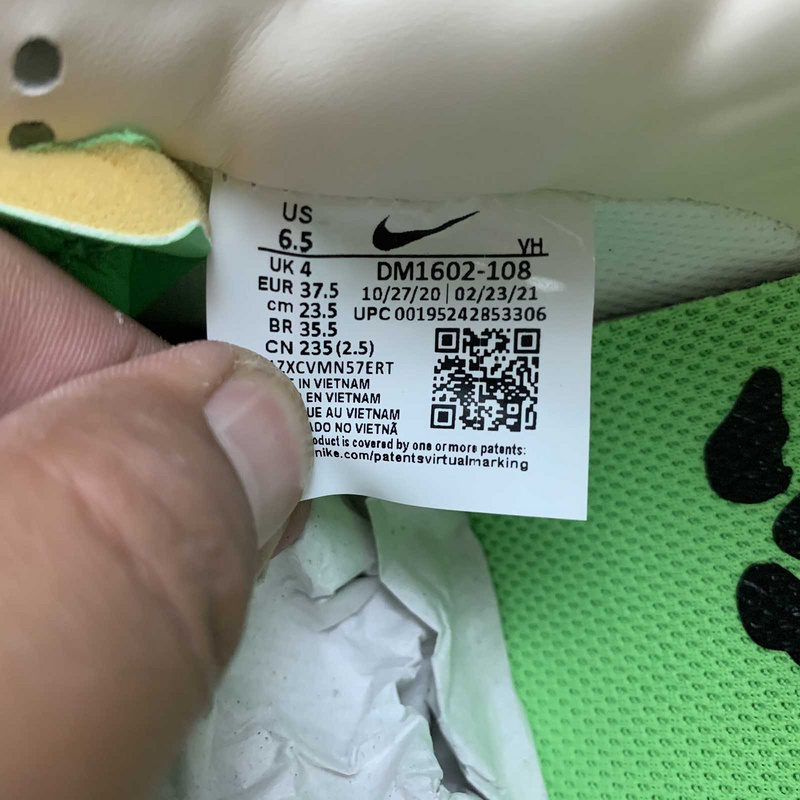 US
6.5
VH
UK 4
DM1602-108
EUR 37.5
10/27/20 | 02/23/21
cm 23.5
UPC 00195242853306
BR 35.5
CN 235(2.5)
7XCVMN57ERT
IN VIETNAM
EN VIETNAM
UE AU VIETNAM
ADO NO VIETNÃ
oduct is covered by one or more patents:
nike.com/patentsvirtualmarking